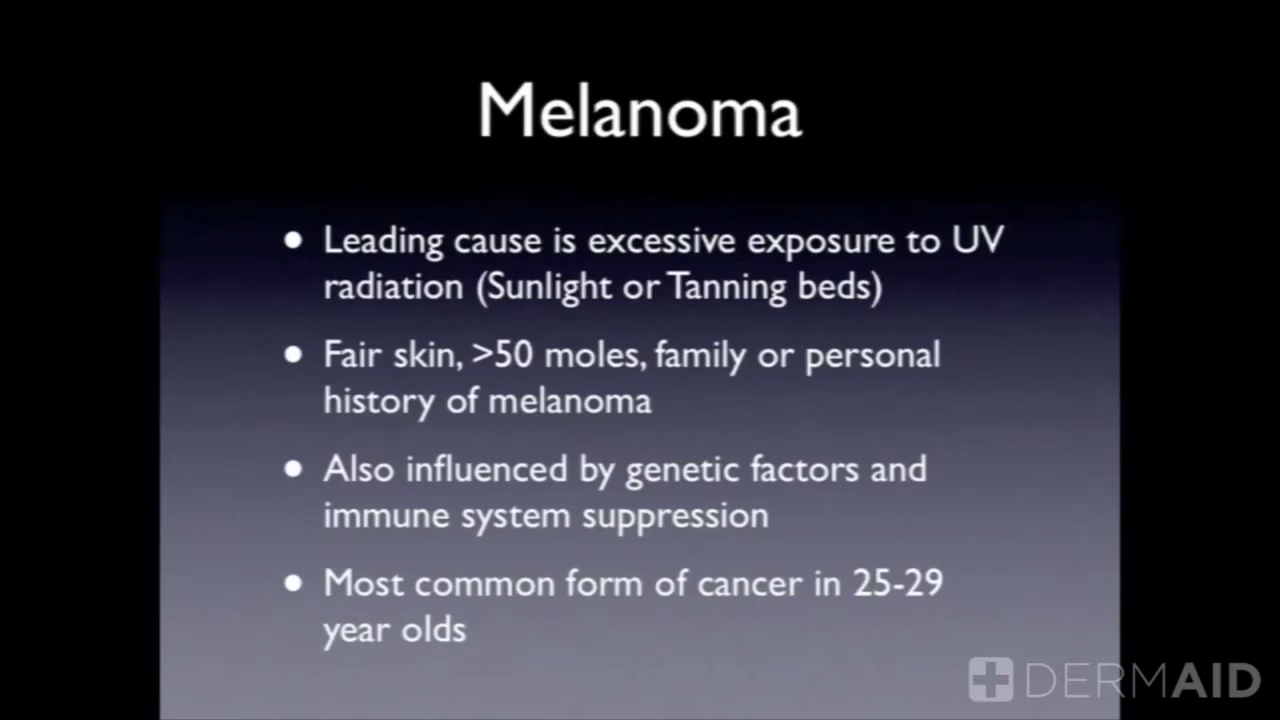 Melanoma
• Leading cause is excessive exposure to UV
radiation (Sunlight or Tanning beds)
• Fair skin, >50 moles, family or personal
history of melanoma
• Also influenced by genetic factors and
immune system suppression
• Most common form of cancer in 25-29
year olds
DERMAID